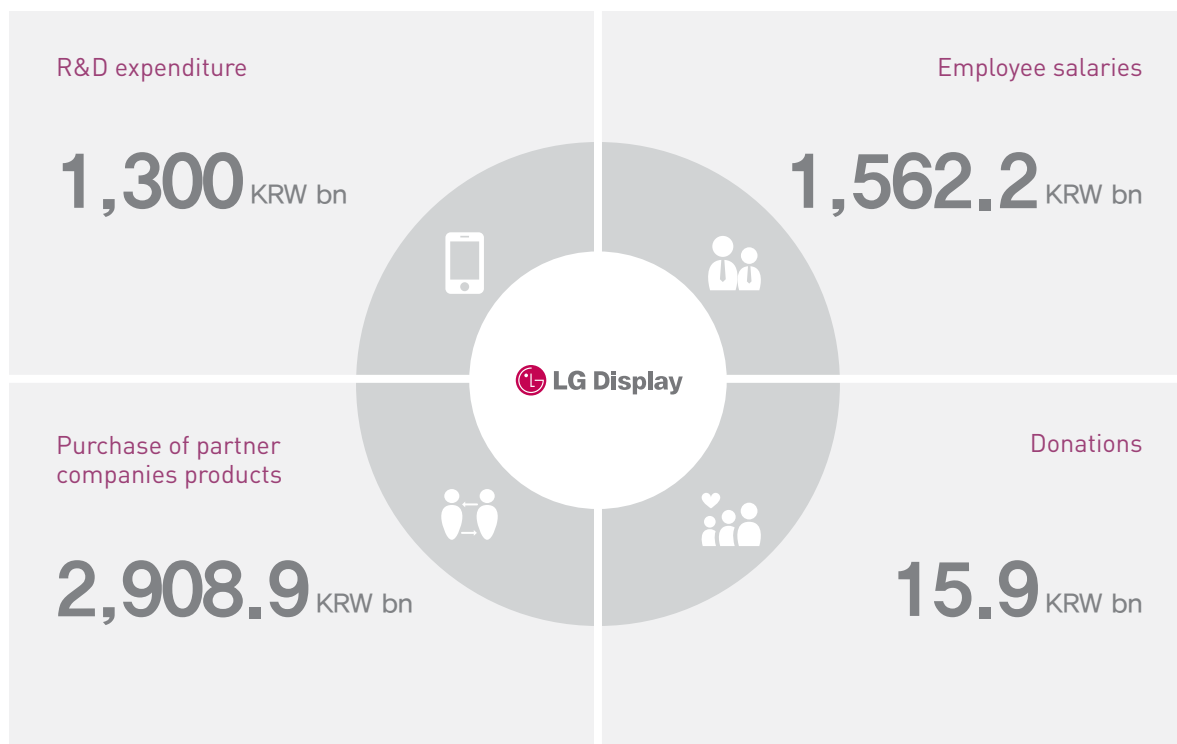 R&D expenditure
1,300 KRW bn
Employee salaries
1,562.2 KRW bn
LG Display
Purchase of partner
companies products
2,908.9 KRW bn
Donations
15.9 KRW bn